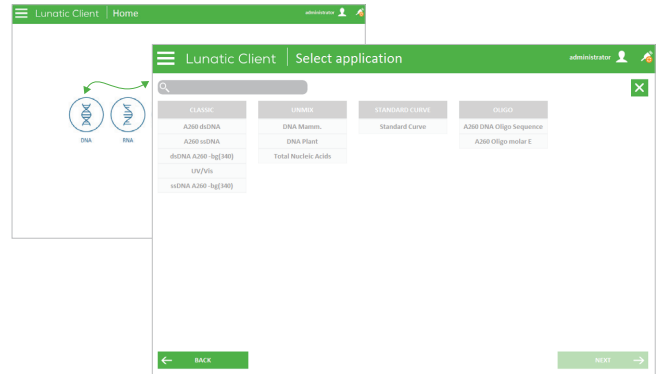 Lunatic Client Home
administrator
DNA
RNA
Lunatic Client Select application
administrator
CLASSIC
A260 dsDNA
A260 ssDNA
dsDNA A260 -bg(340)
UV/Vis
ssDNA A260 -bg(340)
UNMIX
DNA Mamm.
DNA Plant
Total Nucleic Acids
STANDARD CURVE
Standard Curve
OLIGO
A260 DNA Oligo Sequence
A260 Oligo molar E
BACK
NEXT